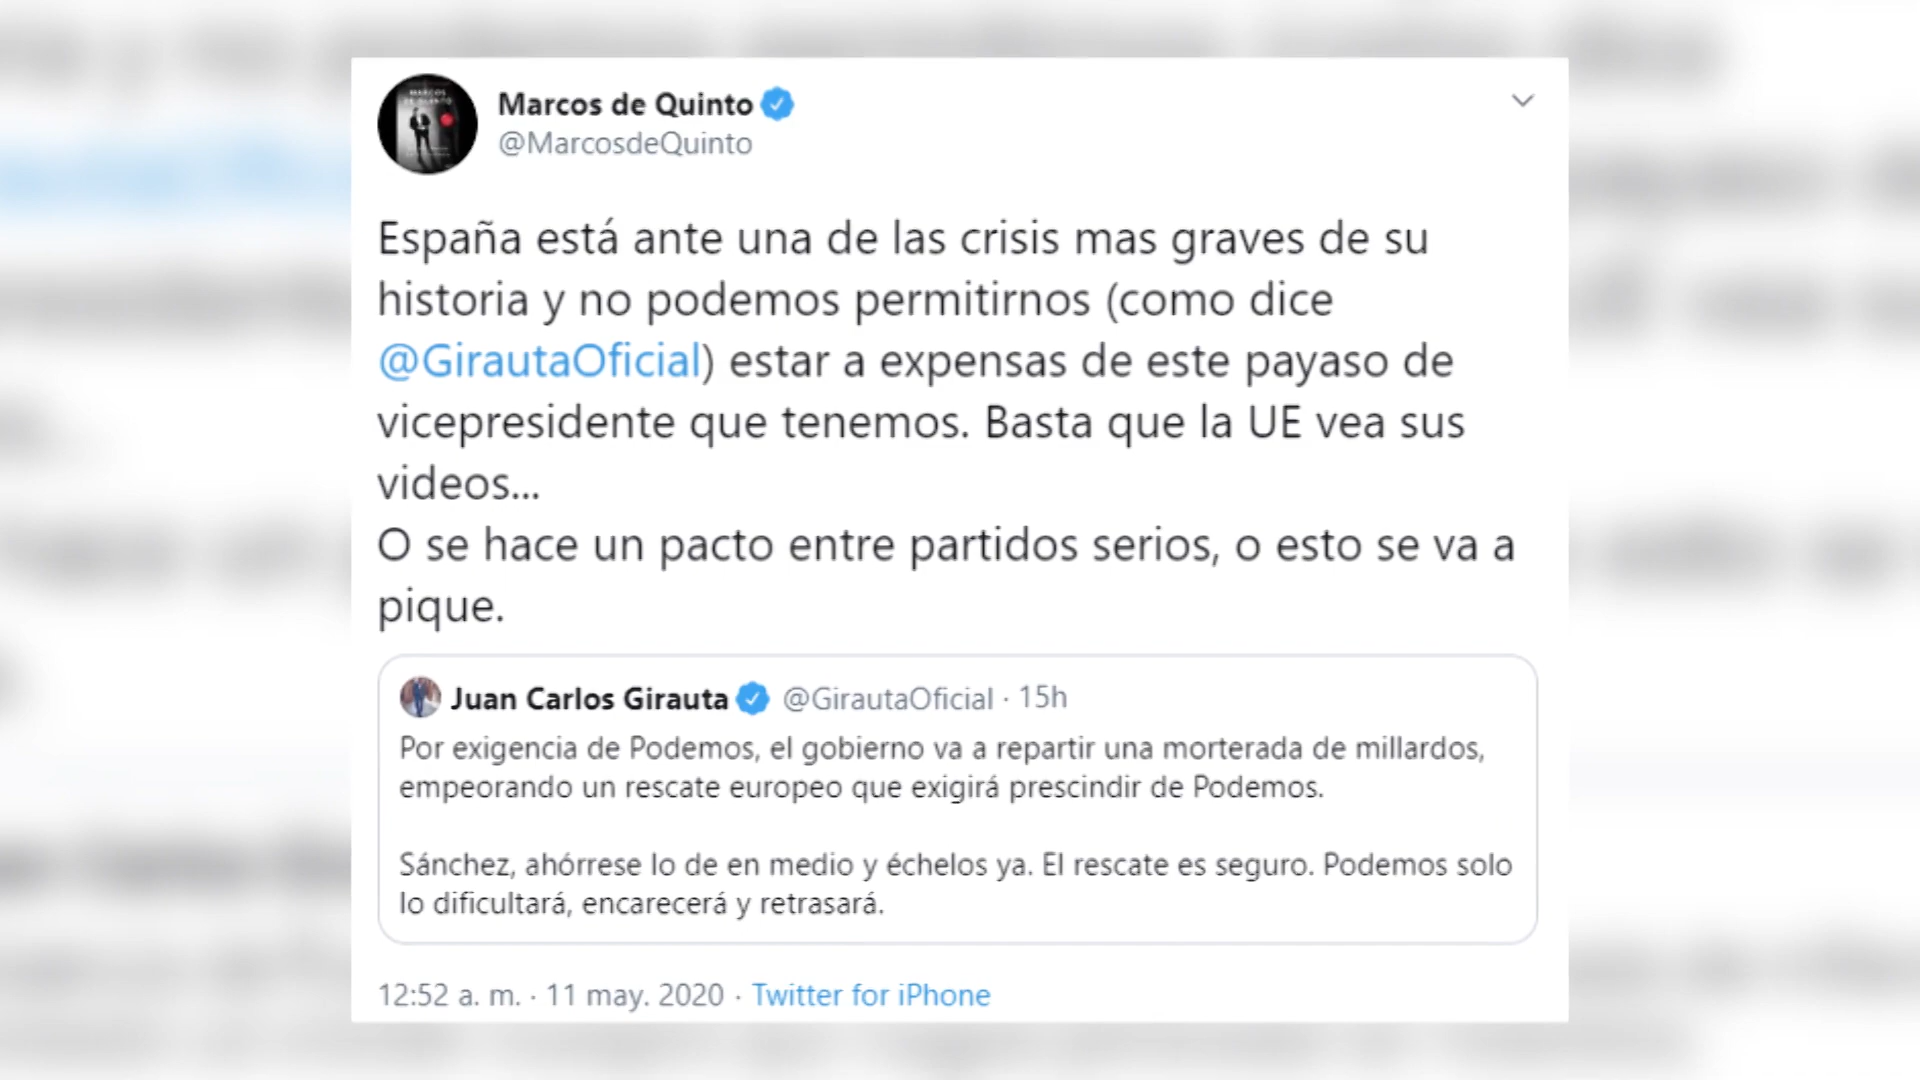 Marcos de Quinto
@MarcosdeQuinto
España está ante una de las crisis mas graves de su
historia y no podemos permitirnos (como dice
@GirautaOficial) estar a expensas de este payaso de
vicepresidente que tenemos. Basta que la UE vea sus
videos...
O se hace un pacto entre partidos serios, o esto se va a
pique.
Juan Carlos Girauta @GirautaOficial · 15h
Por exigencia de Podemos, el gobierno va a repartir una morterada de millardos,
empeorando un rescate europeo que exigirá prescindir de Podemos.
Sánchez, ahórrese lo de en medio y échelos ya. El rescate es seguro. Podemos solo
lo dificultará, encarecerá y retrasará.
12:52 a. m. · 11 may. 2020 · Twitter for iPhone